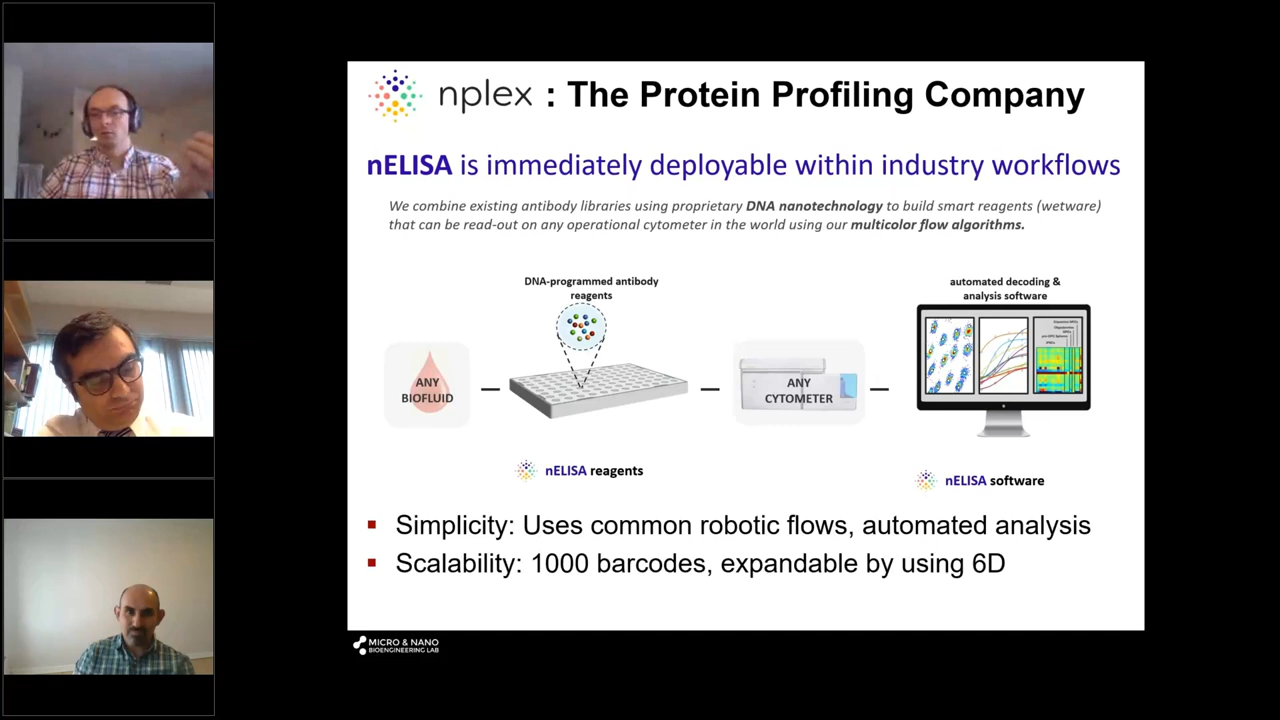 nplex : The Protein Profiling Company
nELISA is immediately deployable within industry workflows
We combine existing antibody libraries using proprietary DNA nanotechnology to build smart reagents (wetware)
that can be read-out on any operational cytometer in the world using our multicolor flow algorithms.
DNA-programmed antibody
reagents
automated decoding &
analysis software
ANY
BIOFLUID
ANY
CYTOMETER
nELISA reagents
nELISA software
▪ Simplicity: Uses common robotic flows, automated analysis
▪ Scalability: 1000 barcodes, expandable by using 6D
MICRO & NANO
BIOENGINEERING LAB